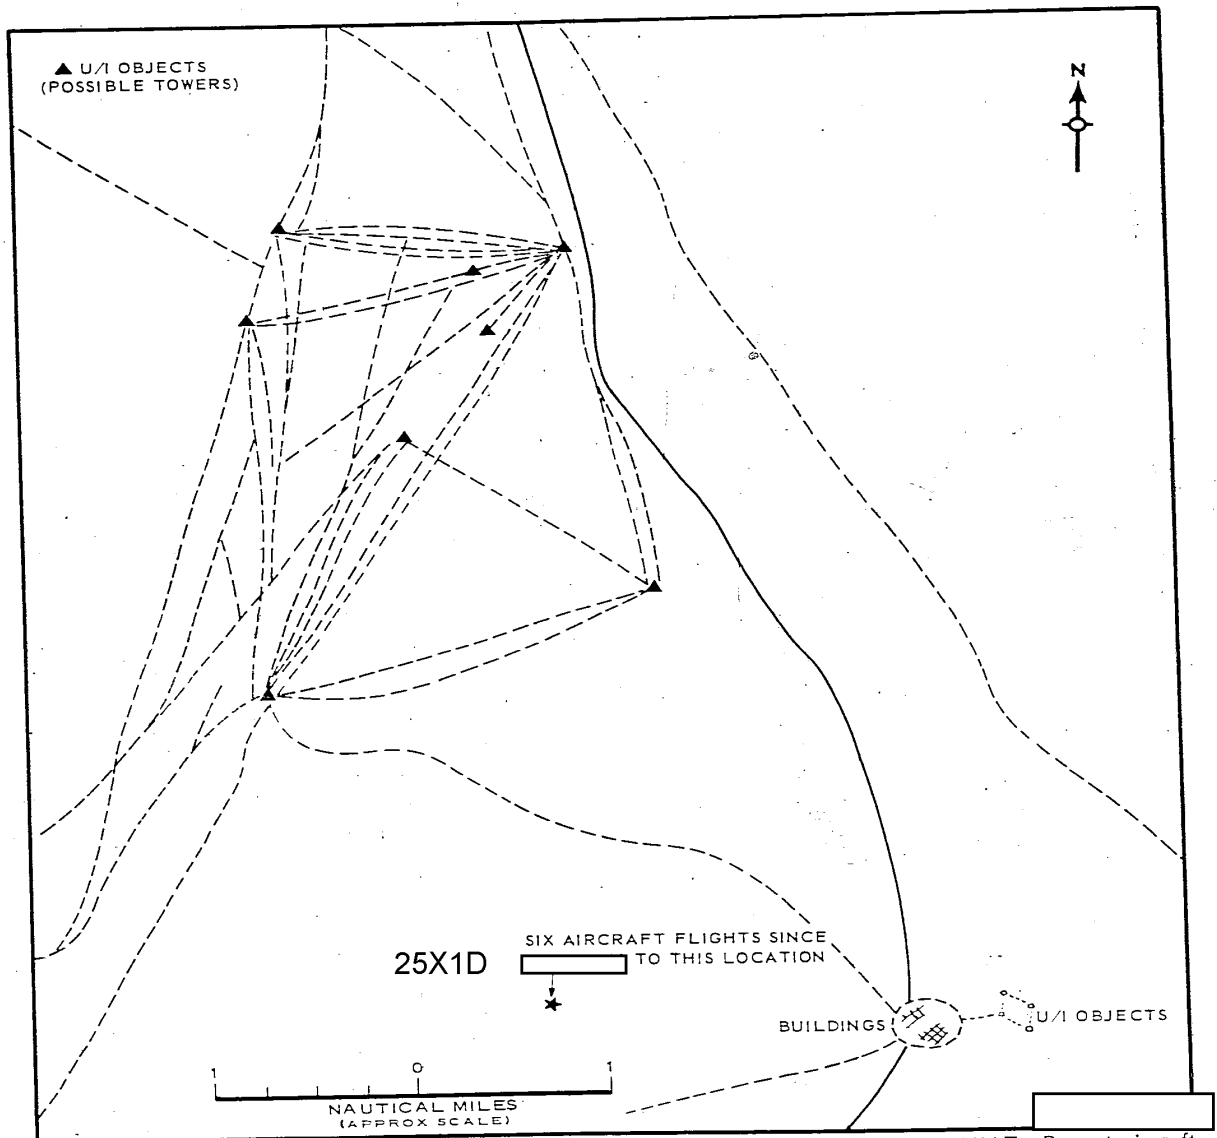 ▲ U/I OBJECTS
(POSSIBLE TOWERS)
N
SIX AIRCRAFT FLIGHTS SINCE
25X1D
TO THIS LOCATION
BUILDINGS
U/I OBJECTS
1 0 1
NAUTICAL MILES
(APPROX SCALE)